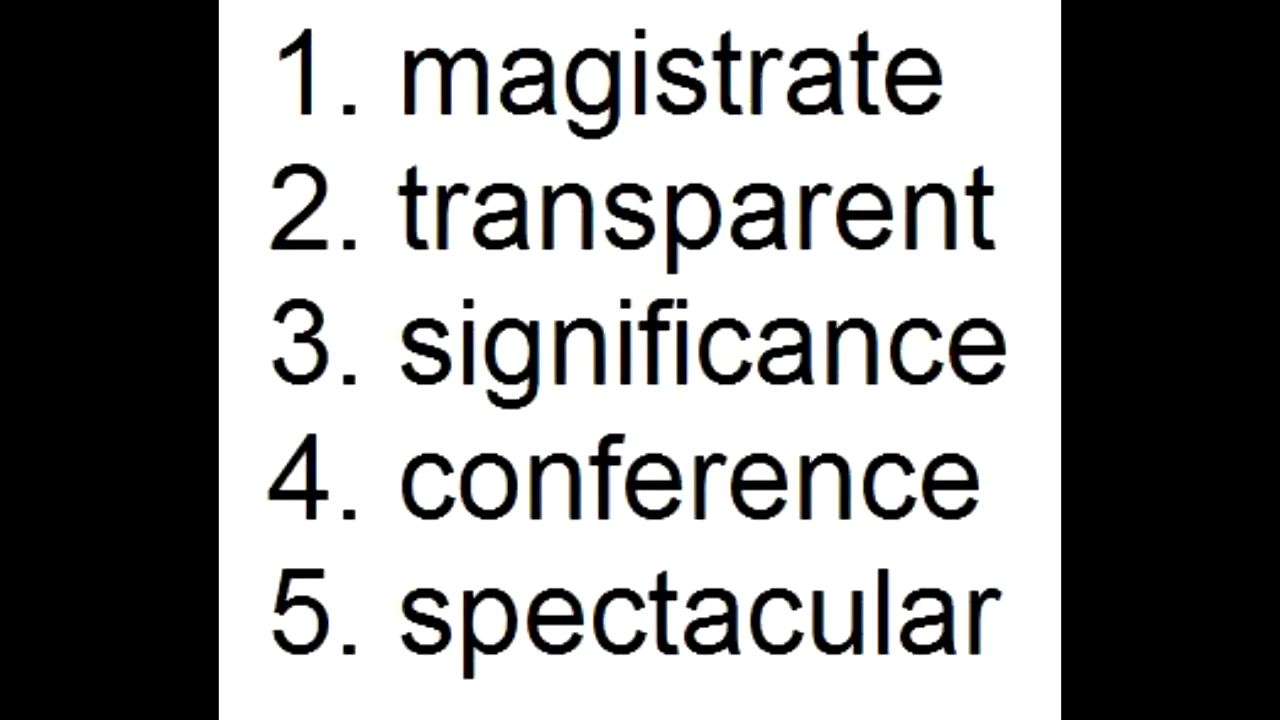 1. magistrate
2. transparent
3. significance
4. conference
5. spectacular